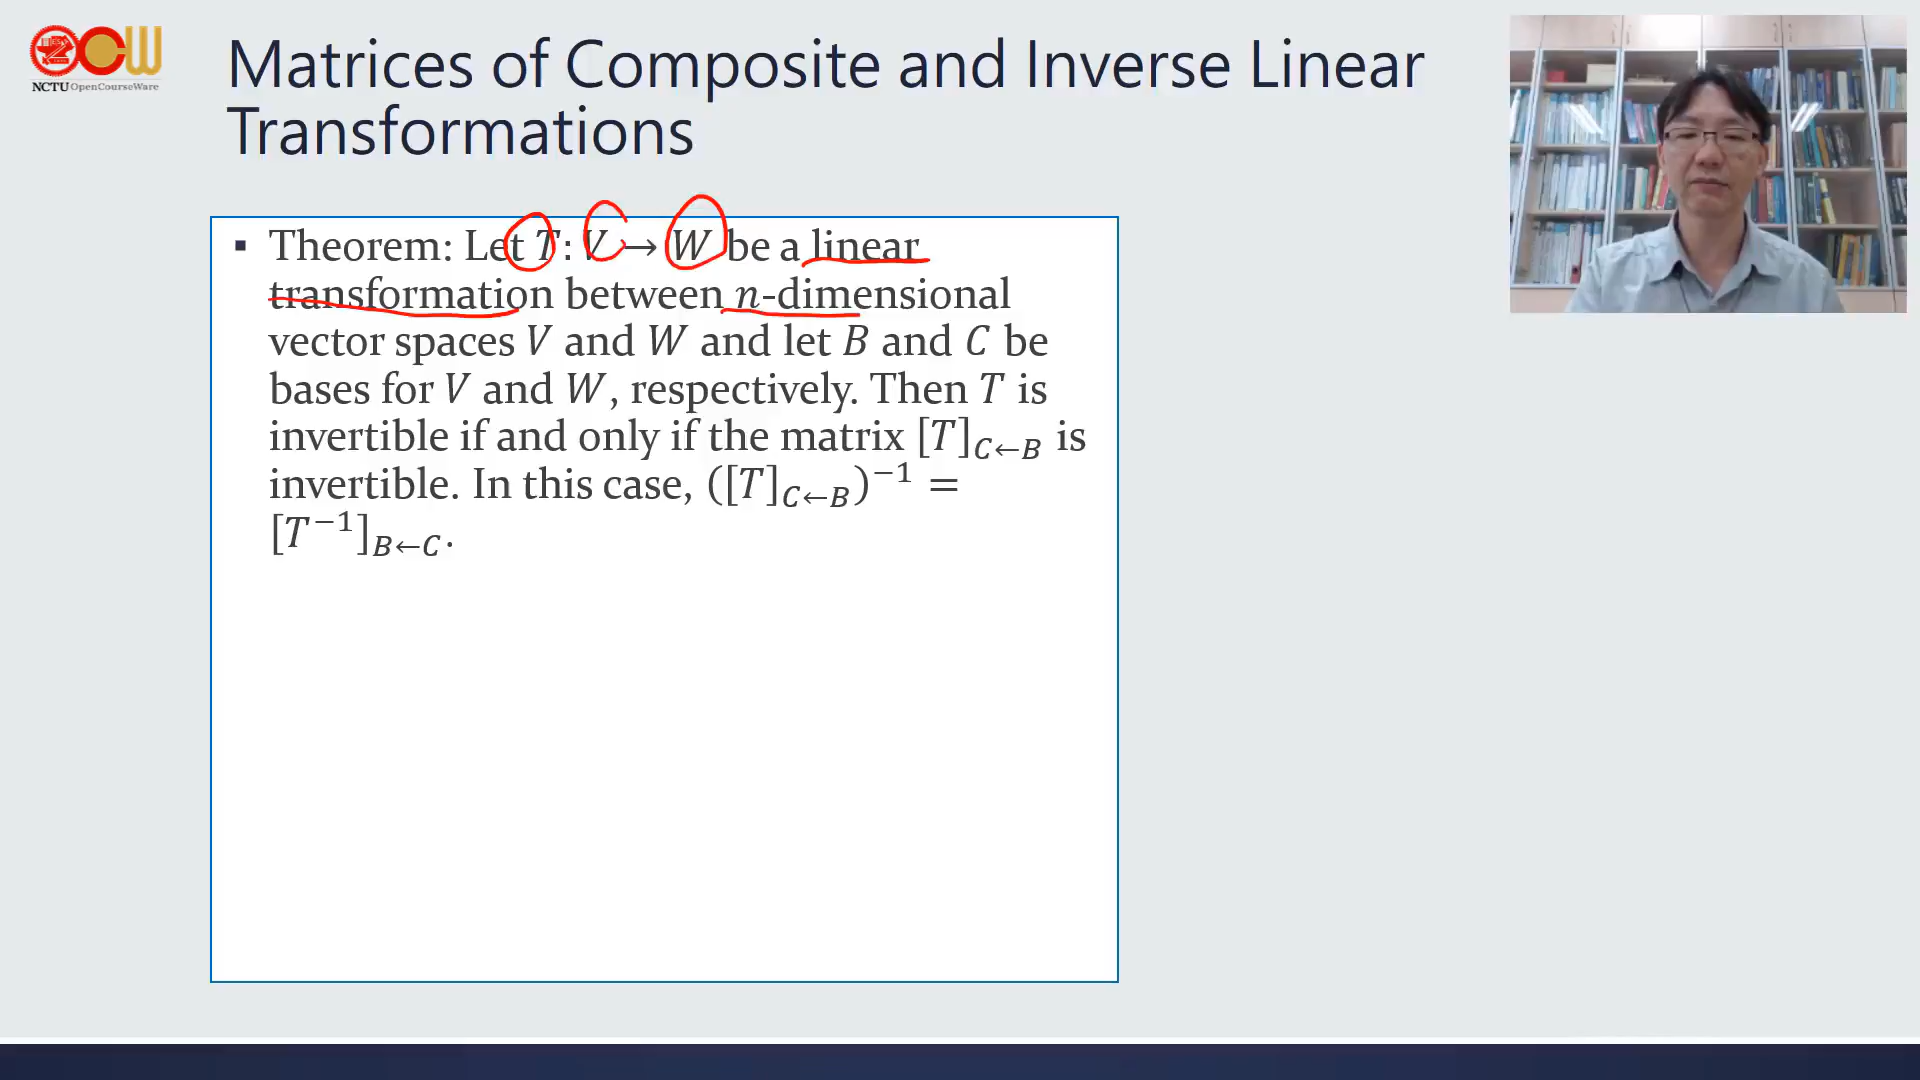 NCTU OpenCourseWare
Matrices of Composite and Inverse Linear
Transformations
▪ Theorem: Let T: V → W be a linear
transformation between n-dimensional
vector spaces V and W and let B and C be
bases for V and W, respectively. Then T is
invertible if and only if the matrix [T]_{C←B} is
invertible. In this case, ([T]_{C←B})^{−1} =
[T^{−1}]_{B←C}.